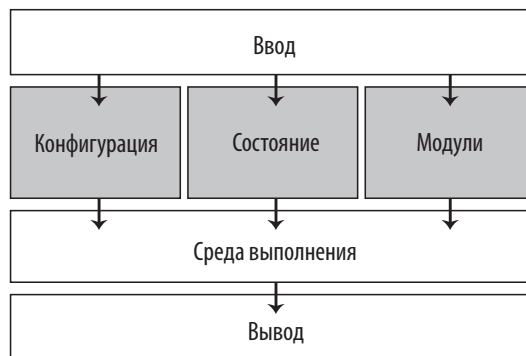 Ввод
Конфигурация
Состояние
Модули
Среда выполнения
Вывод